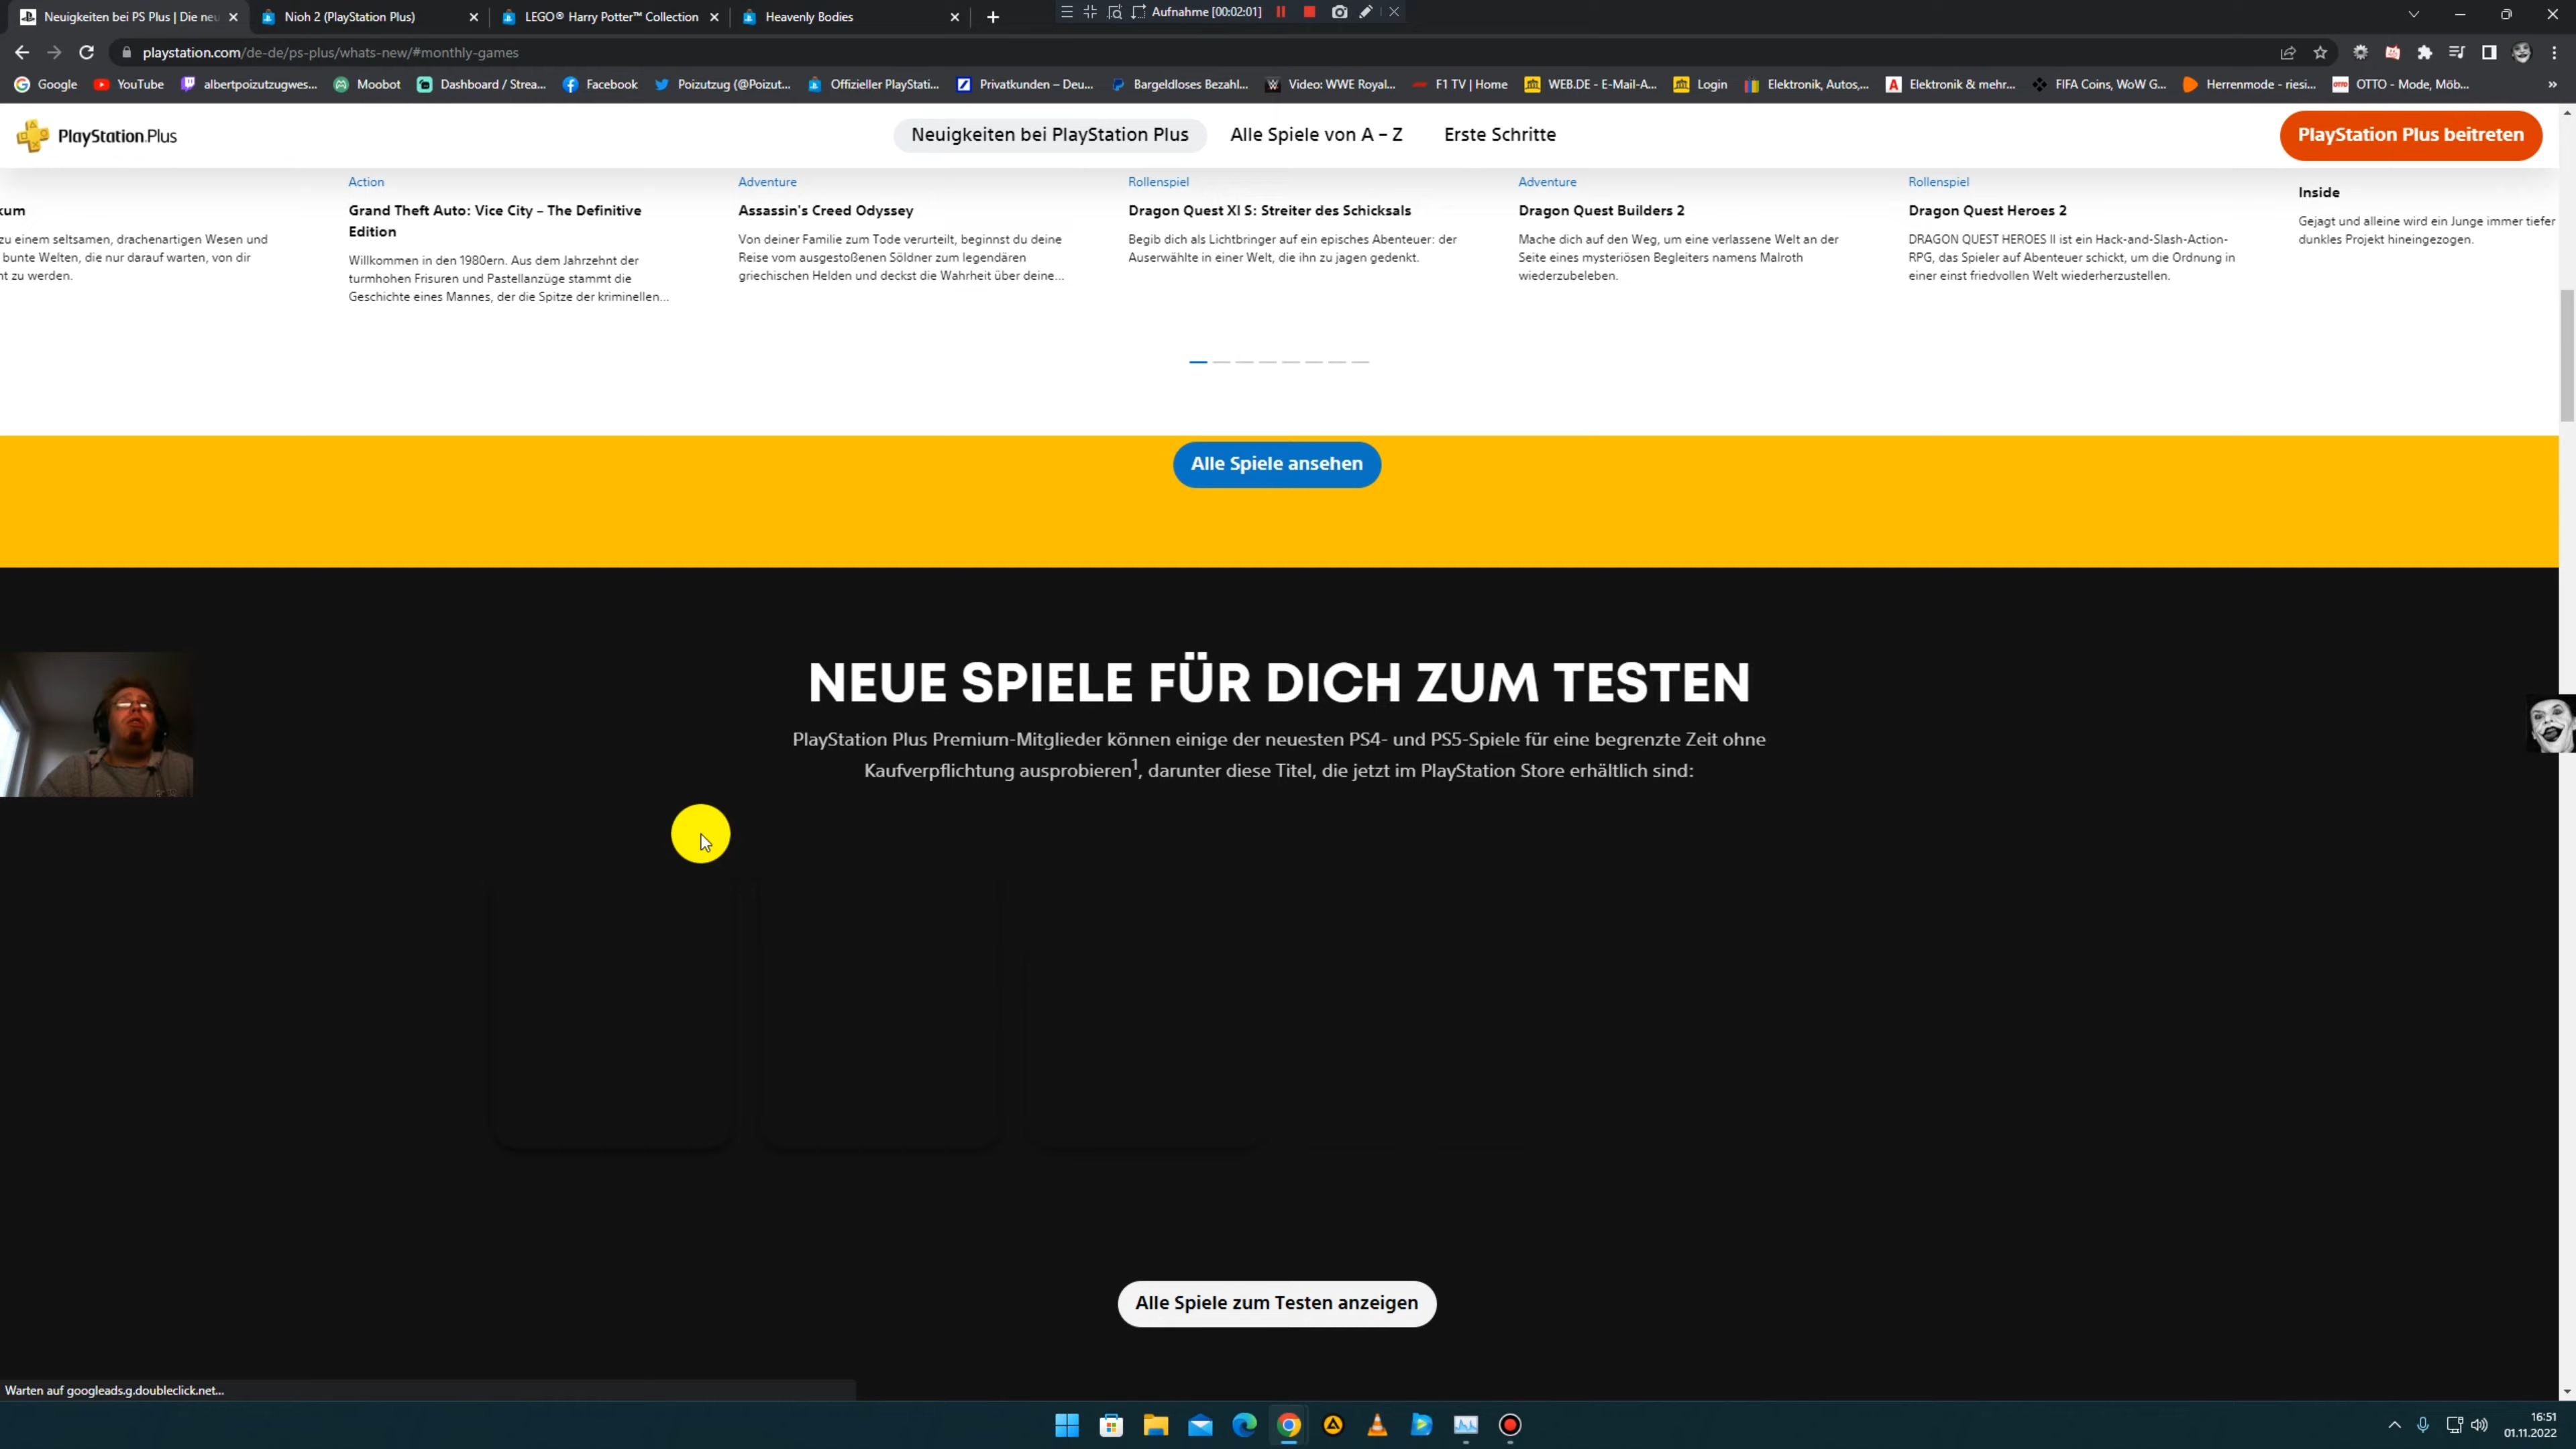 Neuigkeiten bei PS Plus | Die neu
Nioh 2 (PlayStation Plus)
LEGO® Harry Potter™ Collection
Heavenly Bodies
Aufnahme [00:02:01]
playstation.com/de-de/ps-plus/whats-new/#monthly-games
Google
YouTube
albertpoizutzugwes...
Moobot
Dashboard / Strea...
Facebook
Poizutzug (@Poizut...
Offizieller PlayStati...
Privatkunden – Deu...
Bargeldloses Bezahl...
Video: WWE Royal...
F1 TV | Home
WEB.DE - E-Mail-A...
Login
Elektronik, Autos,...
Elektronik & mehr...
FIFA Coins, WoW G...
Herrenmode - riesi...
OTTO - Mode, Möb...
PlayStation Plus
Neuigkeiten bei PlayStation Plus
Alle Spiele von A – Z
Erste Schritte
PlayStation Plus beitreten
kum
zu einem seltsamen, drachenartigen Wesen und
bunte Welten, die nur darauf warten, von dir
nt zu werden.
Action
Grand Theft Auto: Vice City – The Definitive
Edition
Willkommen in den 1980ern. Aus dem Jahrzehnt der
turmhohen Frisuren und Pastellanzüge stammt die
Geschichte eines Mannes, der die Spitze der kriminellen...
Adventure
Assassin's Creed Odyssey
Von deiner Familie zum Tode verurteilt, beginnst du deine
Reise vom ausgestoßenen Söldner zum legendären
griechischen Helden und deckst die Wahrheit über deine...
Rollenspiel
Dragon Quest XI S: Streiter des Schicksals
Begib dich als Lichtbringer auf ein episches Abenteuer: der
Auserwählte in einer Welt, die ihn zu jagen gedenkt.
Adventure
Dragon Quest Builders 2
Mache dich auf den Weg, um eine verlassene Welt an der
Seite eines mysteriösen Begleiters namens Malroth
wiederzubeleben.
Rollenspiel
Dragon Quest Heroes 2
DRAGON QUEST HEROES II ist ein Hack-and-Slash-Action-
RPG, das Spieler auf Abenteuer schickt, um die Ordnung in
einer einst friedvollen Welt wiederherzustellen.
Inside
Gejagt und alleine wird ein Junge immer tiefer
dunkles Projekt hineingezogen.
Alle Spiele ansehen
NEUE SPIELE FÜR DICH ZUM TESTEN
PlayStation Plus Premium-Mitglieder können einige der neuesten PS4- und PS5-Spiele für eine begrenzte Zeit ohne
Kaufverpflichtung ausprobieren1, darunter diese Titel, die jetzt im PlayStation Store erhältlich sind:
Alle Spiele zum Testen anzeigen
Warten auf googleads.g.doubleclick.net...
16:51
01.11.2022